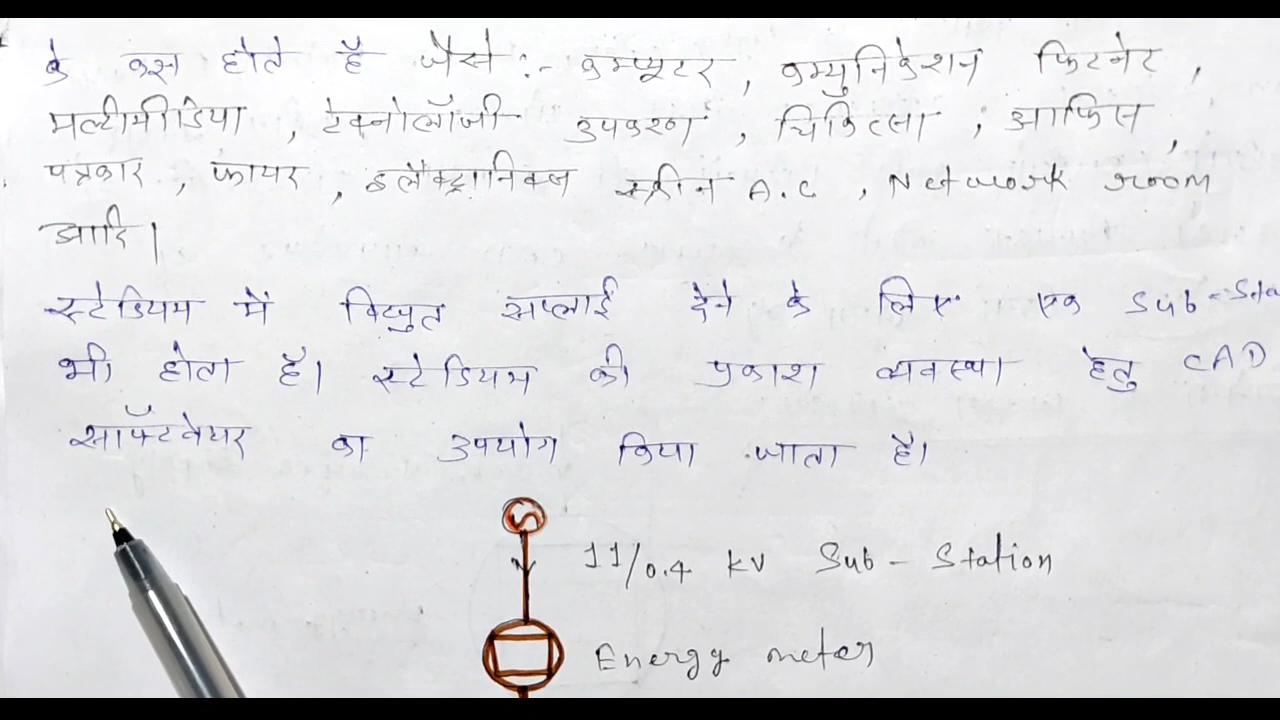 के कक्ष होते है जैसे :- कम्प्यूटर, कम्युनिकेशन फिटनेट,
मल्टीमीडिया, टेक्नोलॉजी उपकरण, चिकित्सा, आफिस,
पत्रकार, फायर, इलैक्ट्रानिक्ज स्क्रीन A.C, Network room
आदि।
स्टेडियम में विद्युत सप्लाई देने के लिए एक Sub-Sta
भी होता है। स्टेडियम की प्रकाश व्यवस्था हेतु CAD
सॉफ्टवेयर का उपयोग किया जाता है।
11/0.4 KV Sub-Station
Energy meter